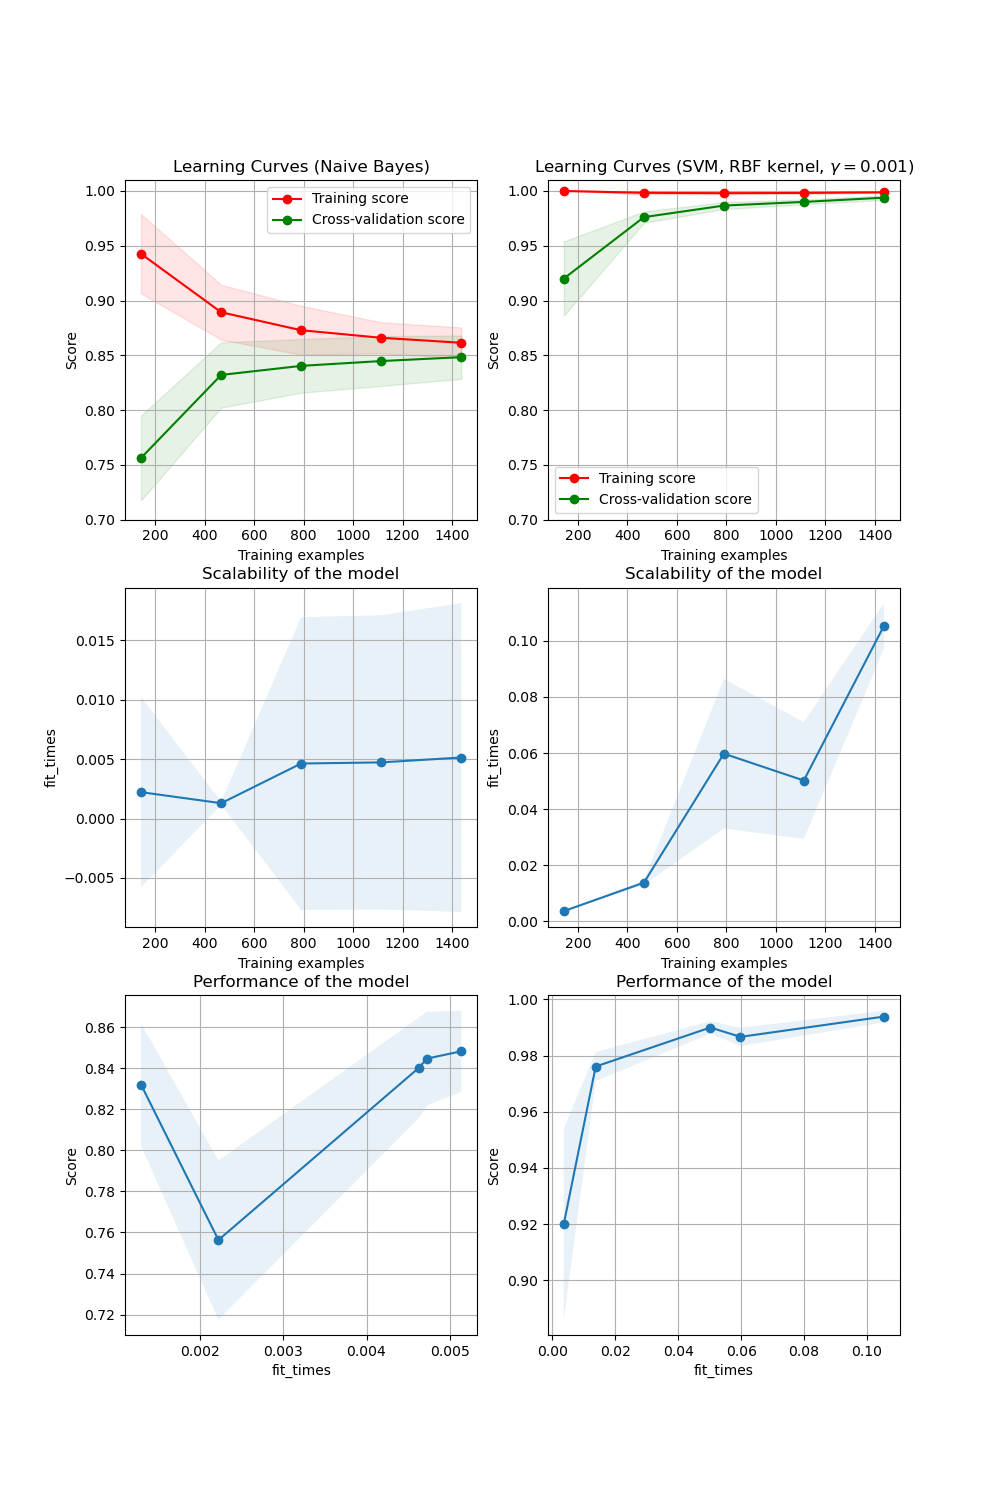 Learning Curves (Naive Bayes)
Score
1.00
0.95
0.90
0.85
0.80
0.75
0.70
Training score
Cross-validation score
200 400 600 800 1000 1200 1400
Training examples
Learning Curves (SVM, RBF kernel, γ = 0.001)
Score
1.00
0.95
0.90
0.85
0.80
0.75
0.70
Training score
Cross-validation score
200 400 600 800 1000 1200 1400
Training examples
Scalability of the model
fit_times
0.015
0.010
0.005
0.000
−0.005
200 400 600 800 1000 1200 1400
Training examples
Scalability of the model
fit_times
0.10
0.08
0.06
0.04
0.02
0.00
200 400 600 800 1000 1200 1400
Training examples
Performance of the model
Score
0.86
0.84
0.82
0.80
0.78
0.76
0.74
0.72
0.002 0.003 0.004 0.005
fit_times
Performance of the model
Score
1.00
0.98
0.96
0.94
0.92
0.90
0.00 0.02 0.04 0.06 0.08 0.10
fit_times